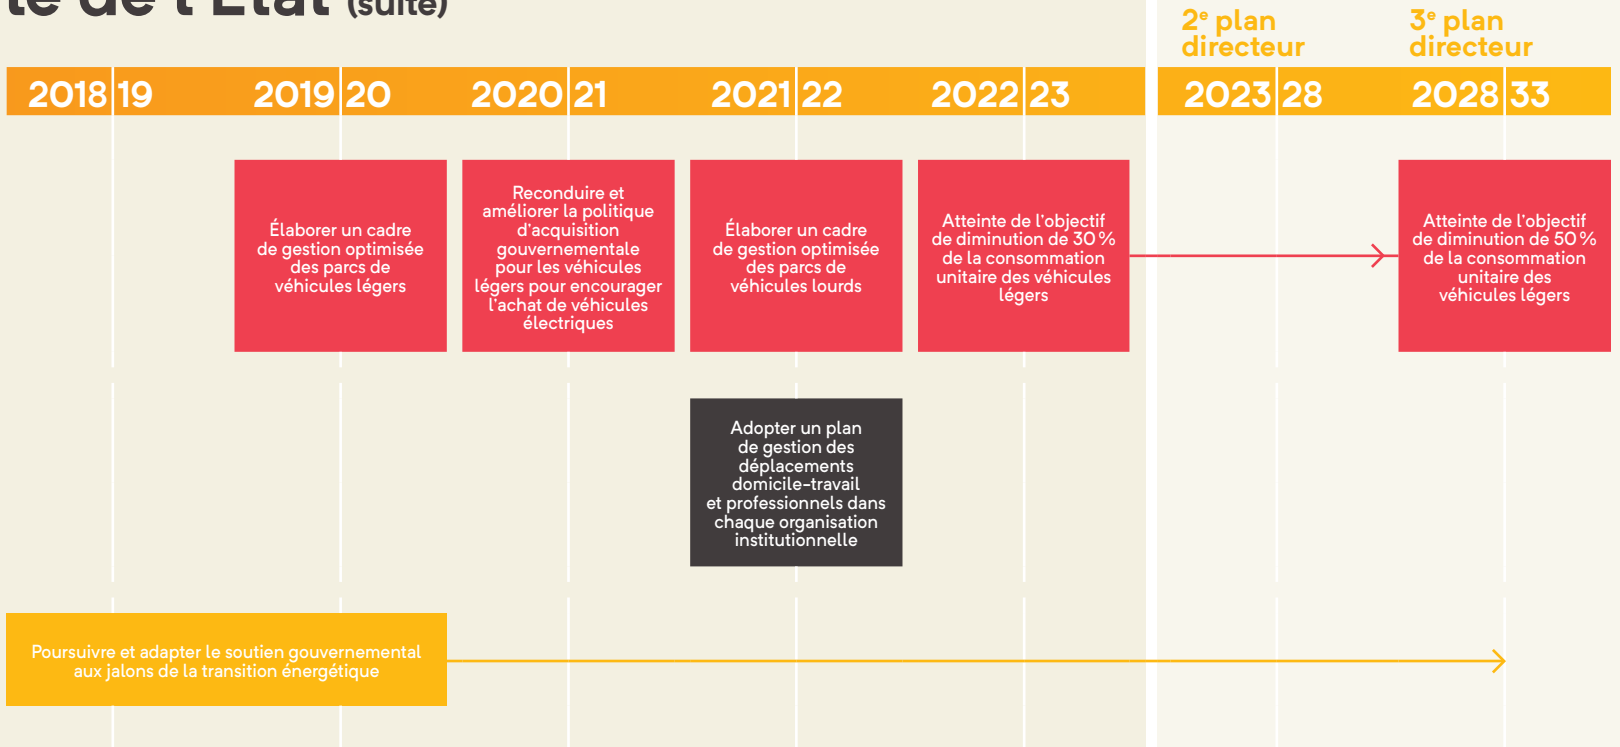 te de l'État (suite)
2e plan
directeur
3e plan
directeur
2018 19
2019 20
2020 21
2021 22
2022 23
2023 28
2028 33
Élaborer un cadre
de gestion optimisée
des parcs de
véhicules légers
Reconduire et
améliorer la politique
d'acquisition
gouvernementale
pour les véhicules
légers pour encourager
l'achat de véhicules
électriques
Élaborer un cadre
de gestion optimisée
des parcs de
véhicules lourds
Atteinte de l'objectif
de diminution de 30 %
de la consommation
unitaire des véhicules
légers
Atteinte de l'objectif
de diminution de 50 %
de la consommation
unitaire des
véhicules légers
Adopter un plan
de gestion des
déplacements
domicile-travail
et professionnels dans
chaque organisation
institutionnelle
Poursuivre et adapter le soutien gouvernemental
aux jalons de la transition énergétique